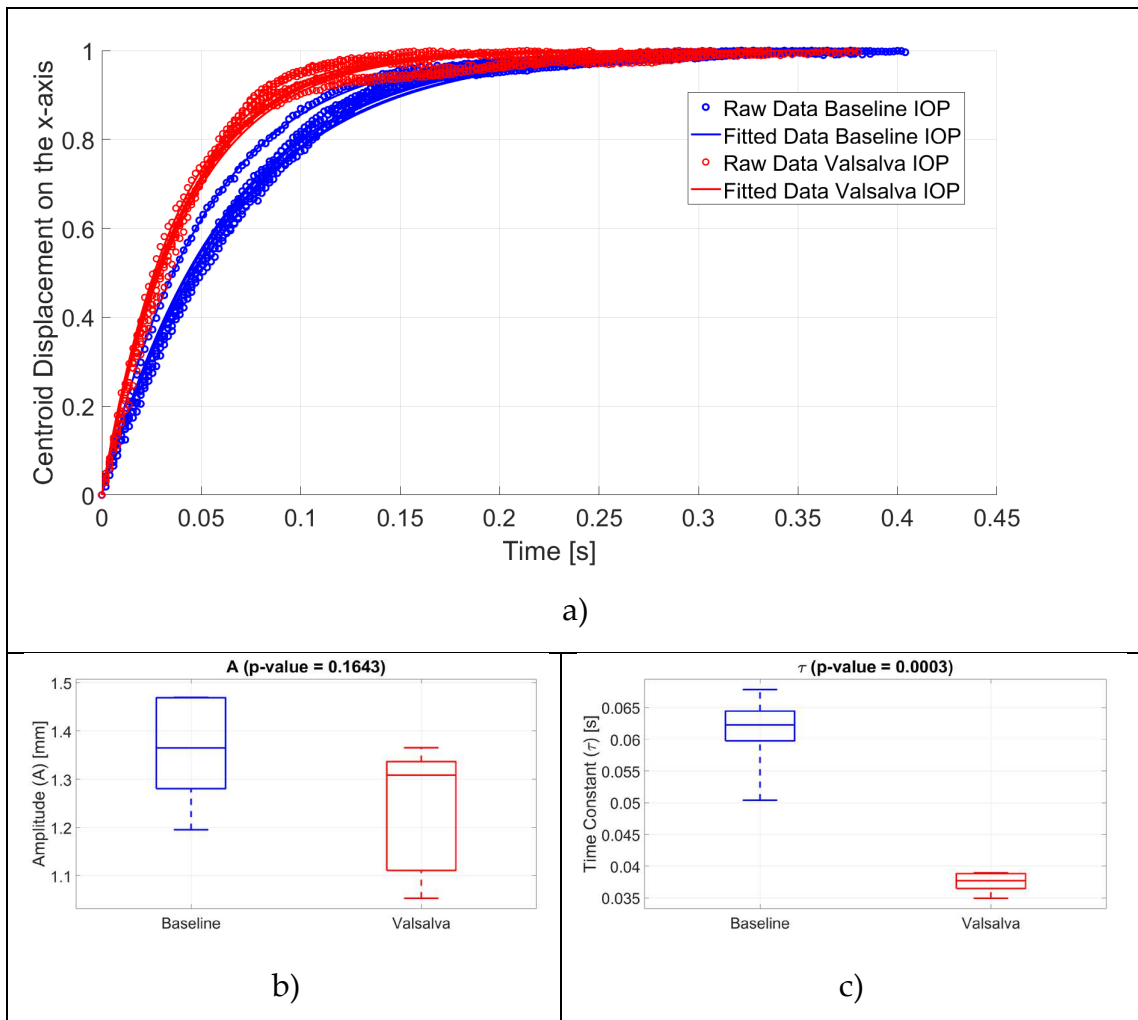 Centroid Displacement on the x-axis
1
0.8
0.6
0.4
0.2
0
0
0.05
0.1
0.15
0.2
0.25
0.3
0.35
0.4
0.45
Time [s]
Raw Data Baseline IOP
Fitted Data Baseline IOP
Raw Data Valsalva IOP
Fitted Data Valsalva IOP
a)
A (p-value = 0.1643)
Amplitude (A) [mm]
1.5
1.4
1.3
1.2
1.1
Baseline
Valsalva
b)
τ (p-value = 0.0003)
Time Constant (τ) [s]
0.065
0.06
0.055
0.05
0.045
0.04
0.035
Baseline
Valsalva
c)